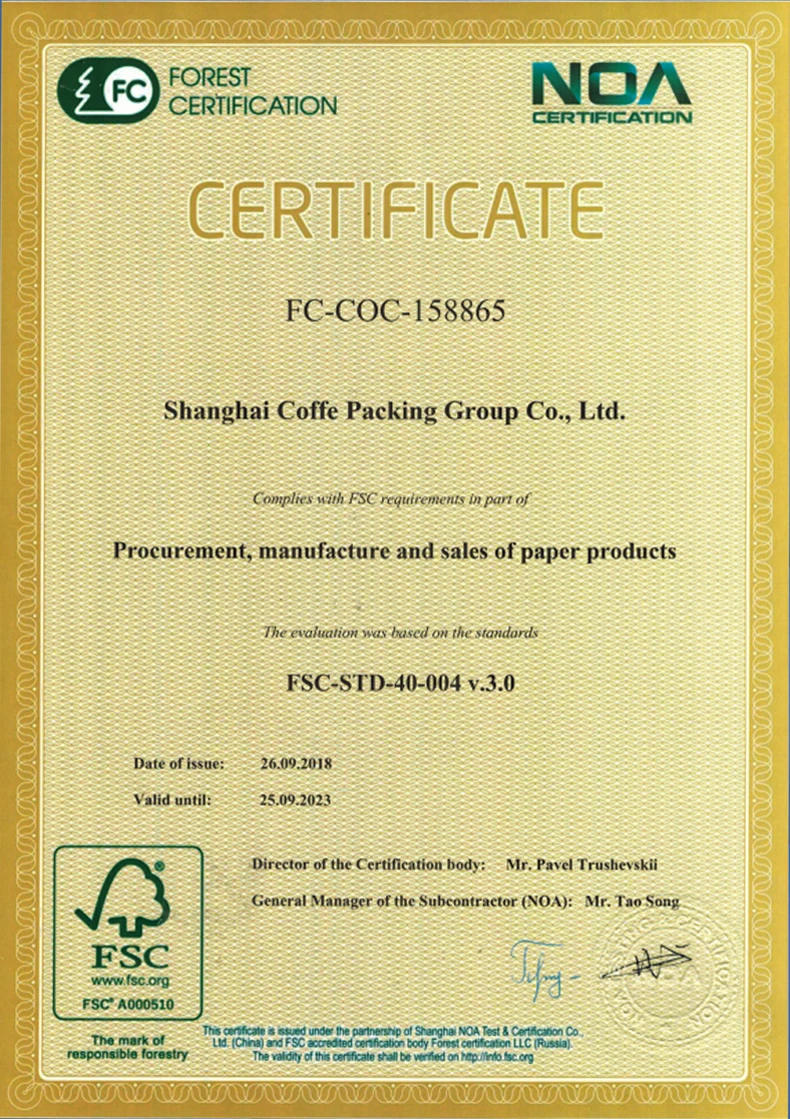 FC
FOREST
CERTIFICATION
NOA
CERTIFICATION
CERTIFICATE
FC-COC-158865
Shanghai Coffe Packing Group Co., Ltd.
Complies with FSC requirements in part of
Procurement, manufacture and sales of paper products
The evaluation was based on the standards
FSC-STD-40-004 v.3.0
Date of issue: 26.09.2018
Valid until: 25.09.2023
Director of the Certification body: Mr. Pavel Trushevskii
General Manager of the Subcontractor (NOA): Mr. Tao Song
®
FSC
www.fsc.org
FSC® A000510
The mark of
responsible forestry
This certificate is issued under the partnership of Shanghai NOA Test & Certification Co.,
Ltd. (China) and FSC accredited certification body Forest certification LLC (Russia).
The validity of this certificate shall be verified on http://info.fsc.org